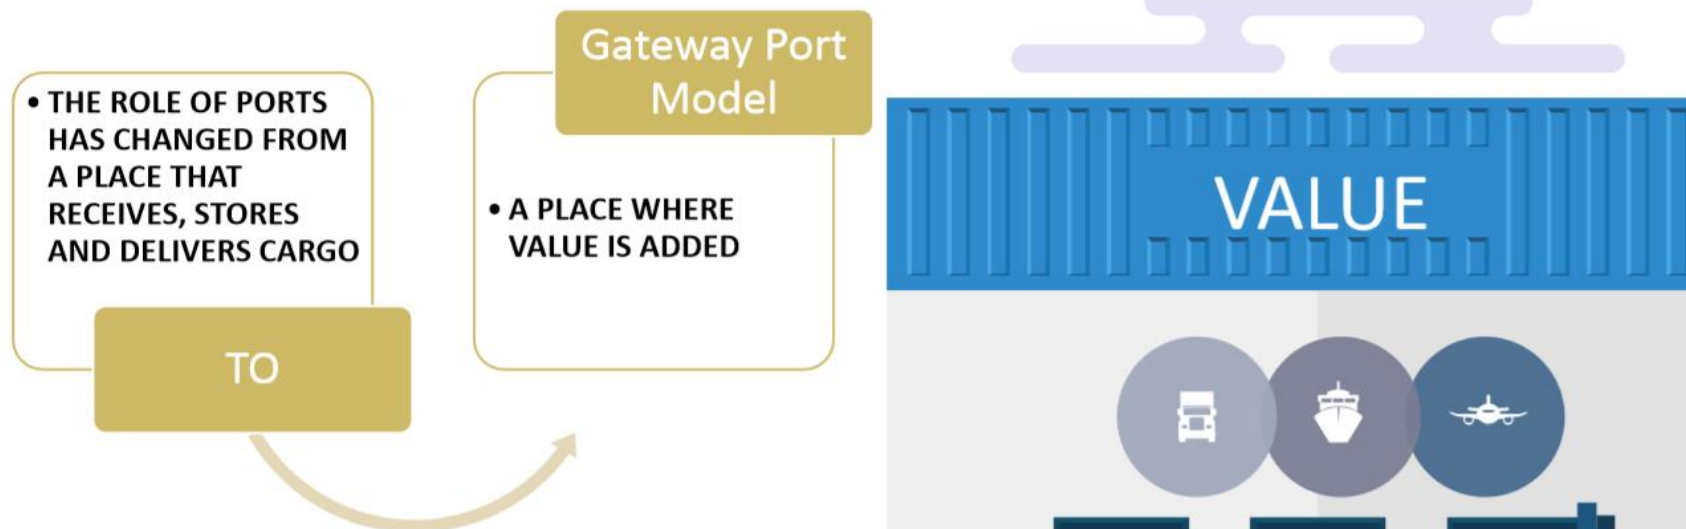 • THE ROLE OF PORTS
HAS CHANGED FROM
A PLACE THAT
RECEIVES, STORES
AND DELIVERS CARGO
TO
Gateway Port
Model
• A PLACE WHERE
VALUE IS ADDED
VALUE